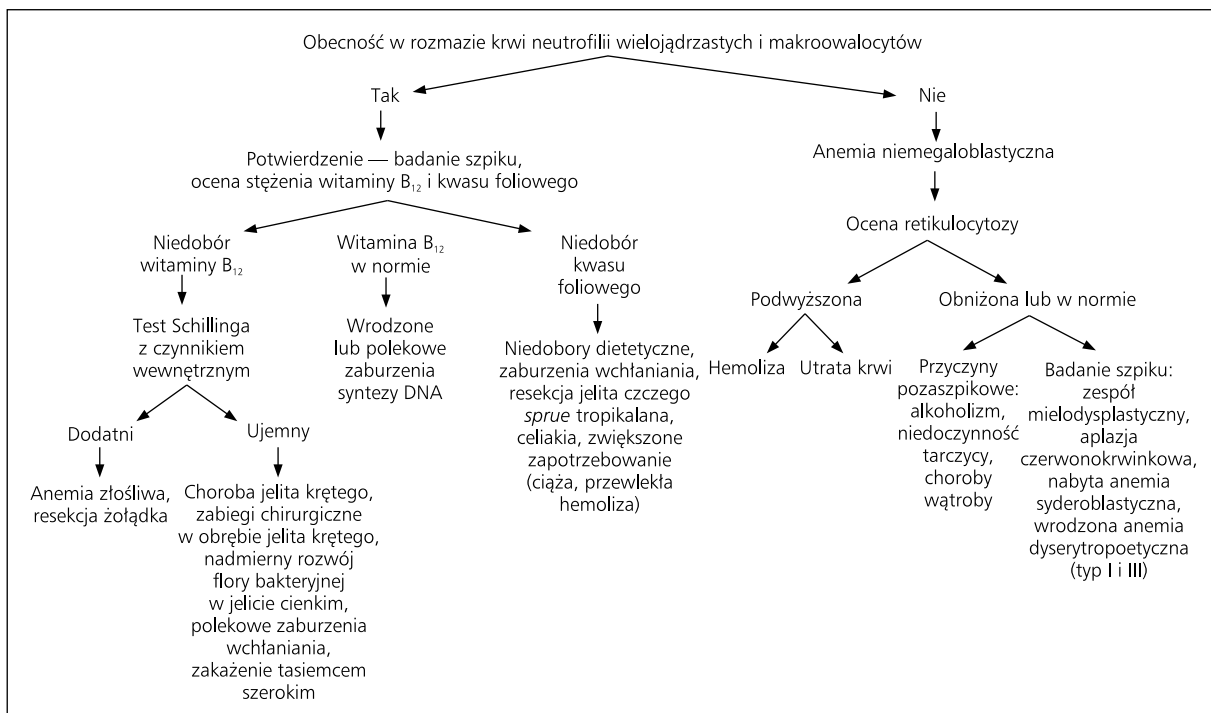 Obecność w rozmazie krwi neutrofilii wielojądrzastych i makroowalocytów
Tak
Nie
Potwierdzenie — badanie szpiku,
ocena stężenia witaminy B₁₂ i kwasu foliowego
Anemia niemegaloblastyczna
Ocena retikulocytozy
Niedobór
witaminy B₁₂
Witamina B₁₂
w normie
Niedobór
kwasu
foliowego
Podwyższona
Obniżona lub w normie
Test Schillinga
z czynnikiem
wewnętrznym
Wrodzone
lub polekowe
zaburzenia
syntezy DNA
Niedobory dietetyczne,
zaburzenia wchłaniania,
resekcja jelita czczego
sprue tropikalana,
celiakia, zwiększone
zapotrzebowanie
(ciąża, przewlekła
hemoliza)
Hemoliza
Utrata krwi
Przyczyny
pozaszpikowe:
alkoholizm,
niedoczynność
tarczycy,
choroby
wątroby
Badanie szpiku:
zespół
mielodysplastyczny,
aplazja
czerwonokrwinkowa,
nabyta anemia
syderoblastyczna,
wrodzona anemia
dyserytropoetyczna
(typ I i III)
Dodatni
Ujemny
Anemia złośliwa,
resekcja żołądka
Choroba jelita krętego,
zabiegi chirurgiczne
w obrębie jelita krętego,
nadmierny rozwój
flory bakteryjnej
w jelicie cienkim,
polekowe zaburzenia
wchłaniania,
zakażenie tasiemcem
szerokim